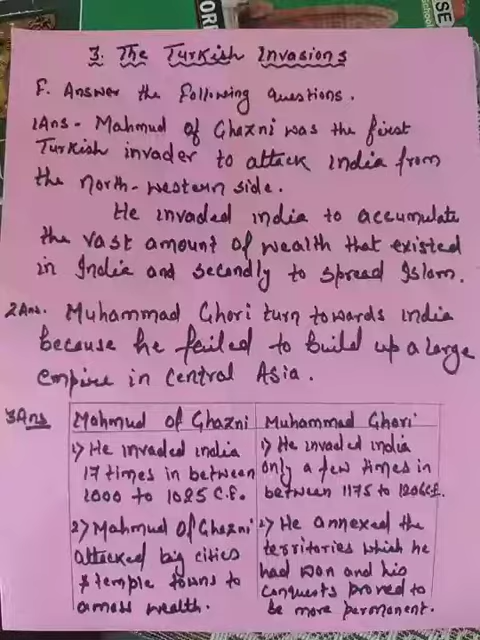 OR
SE
School
3. The Turkish Invasions
F. Answer the following questions.
1Ans - Mahmud of Ghazni was the first
Turkish invader to attack India from
the north-western side.
He invaded india to accumulate
the vast amount of wealth that existed
in India and secondly to spread Islam.
2Ans. Muhammad Ghori turn towards india
because he failed to build up a large
empire in Central Asia.
3Ans
Mahmud of Ghazni
1) He invaded india
17 times in between
1000 to 1025 C.E.
2) Mahmud of Ghazni
attacked big cities
& temple towns to
amass wealth.
Muhammad Ghori
1) He invaded india
only a few times in
between 1175 to 1206 C.E.
2) He annexed the
territories which he
had won and his
conquests proved to
be more permanent.